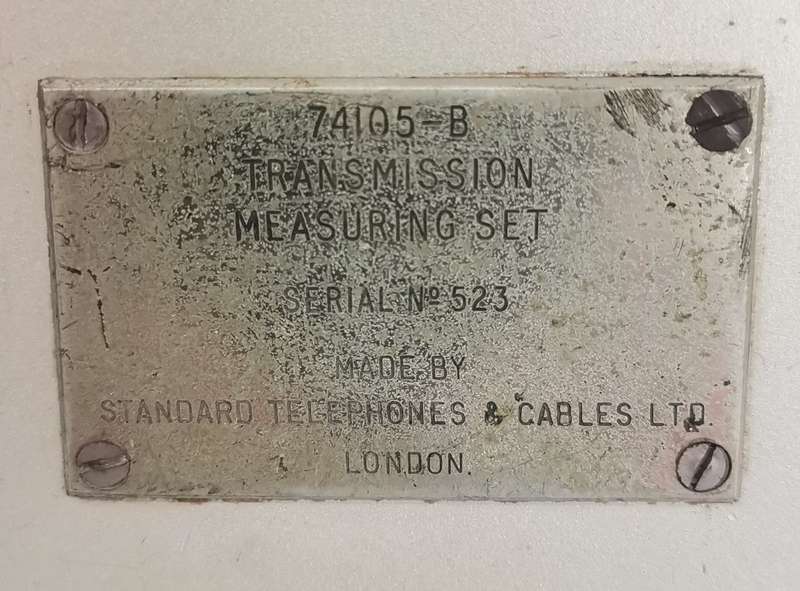 74105-B
TRANSMISSION
MEASURING SET
SERIAL Nº 523
MADE BY
STANDARD TELEPHONES & CABLES LTD.
LONDON.